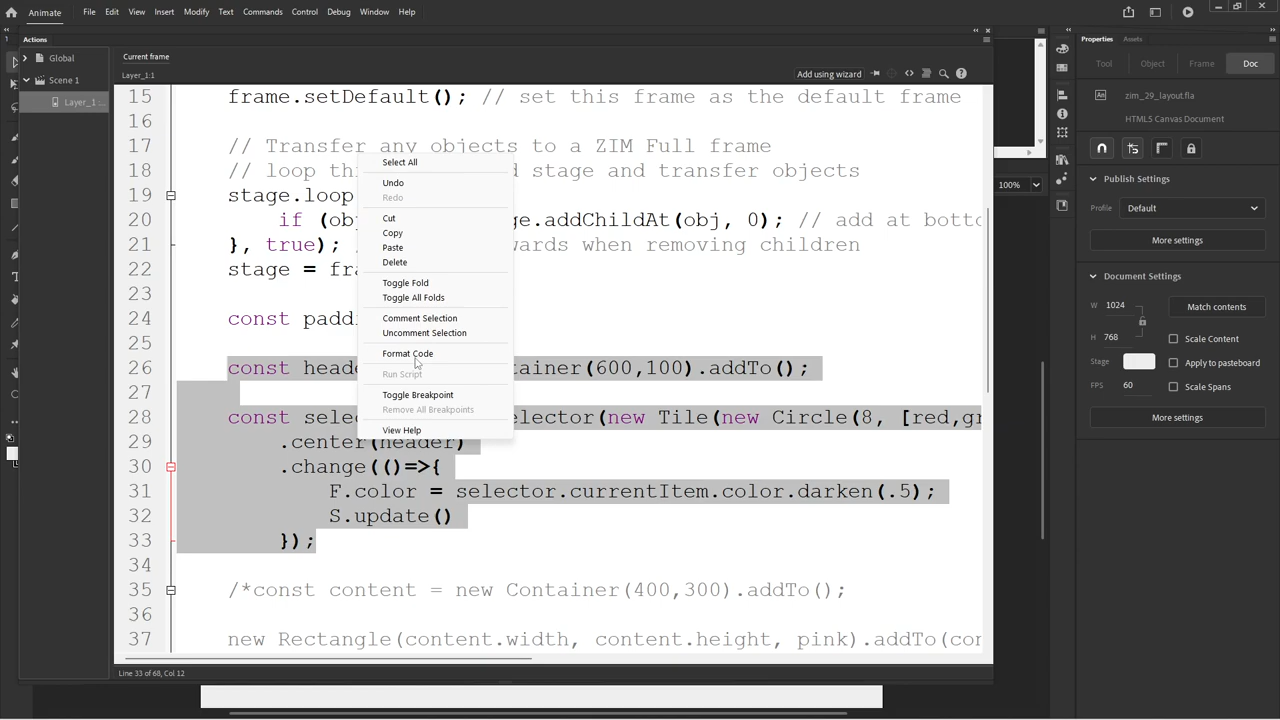 Animate File Edit View Insert Modify Text Commands Control Debug Window Help
Actions
Current frame
Global
Scene 1
Layer_1:
Layer_1:1
Add using wizard
15 frame.setDefault(); // set this frame as the default frame
16
17 // Transfer any objects to a ZIM Full frame
18 // loop th d stage and transfer objects
19 stage.loop
20 if (obj ge.addChildAt(obj, 0); // add at botto
21 }, true); / wards when removing children
22 stage = fra
23
24 const paddi
25
26 const heade tainer(600,100).addTo();
27
28 const selec elector(new Tile(new Circle(8, [red,gr
29 .center(header)
30 .change(()=>{
31 F.color = selector.currentItem.color.darken(.5);
32 S.update()
33 });
34
35 /*const content = new Container(400,300).addTo();
36
37 new Rectangle(content.width, content.height, pink).addTo(con
Select All
Undo
Redo
Cut
Copy
Paste
Delete
Toggle Fold
Toggle All Folds
Comment Selection
Uncomment Selection
Format Code
Run Script
Toggle Breakpoint
Remove All Breakpoints
View Help
Line 33 of 68, Col 12
100%
Properties Assets
Tool Object Frame Doc
An zim_29_layout.fla
HTML5 Canvas Document
Publish Settings
Profile Default
More settings
Document Settings
W 1024 Match contents
H 768 Scale Content
Stage Apply to pasteboard
FPS 60 Scale Spans
More settings